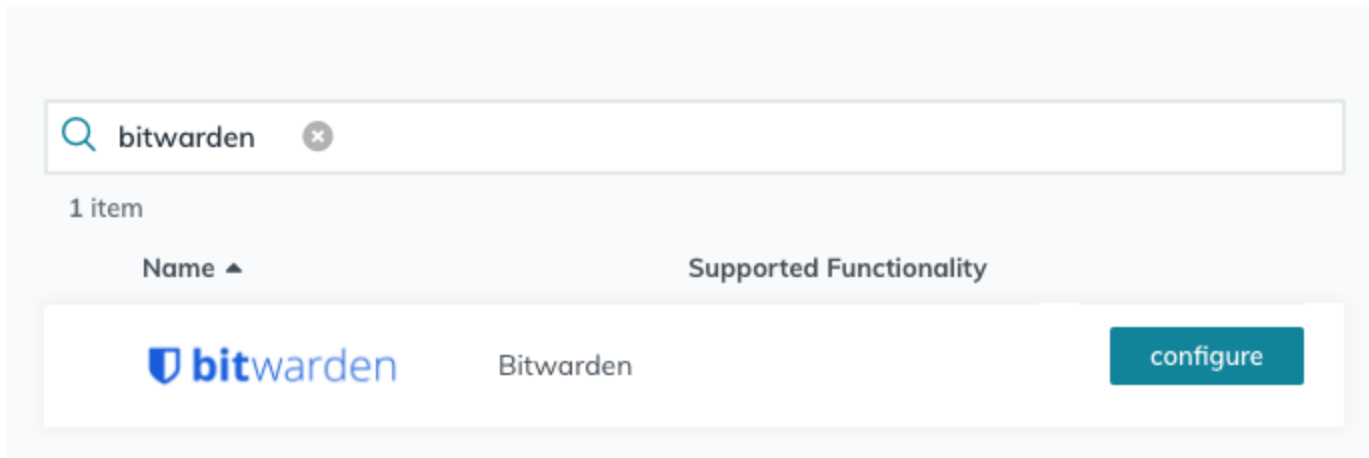 bitwarden
1 item
Name Supported Functionality
bitwarden Bitwarden configure